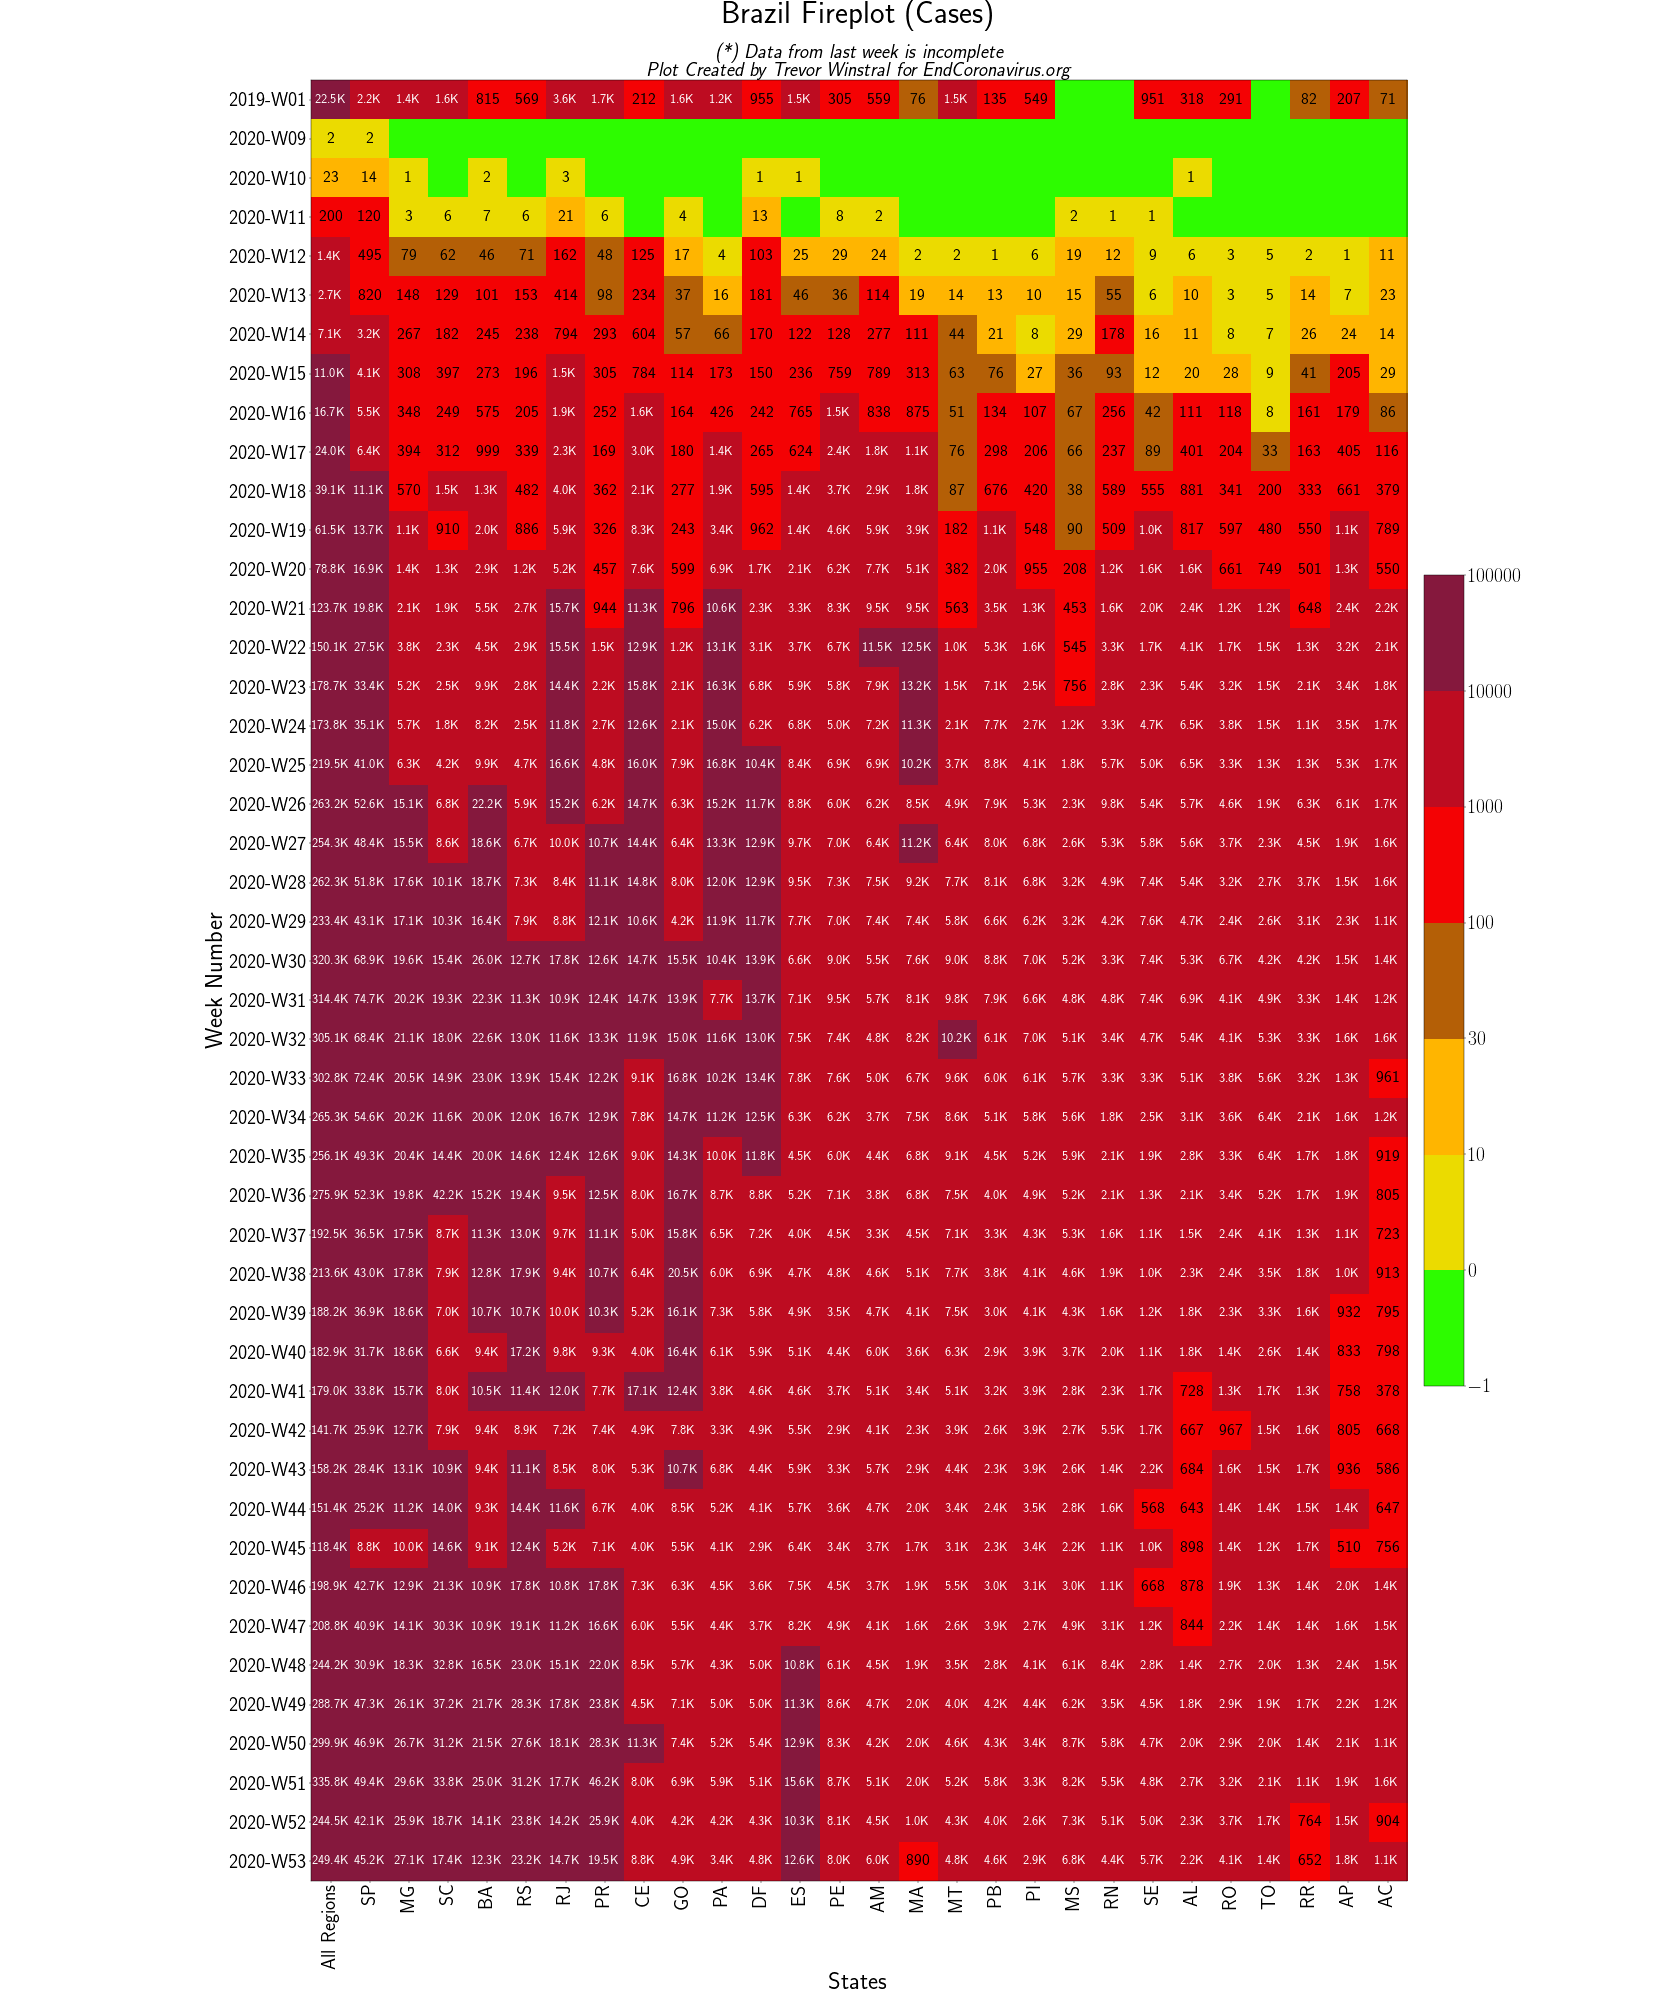 Brazil Fireplot (Cases)
(*) Data from last week is incomplete
Plot Created by Trevor Winstral for EndCoronavirus.org
2019-W01 22.5K 2.2K 1.4K 1.6K 815 569 3.6K 1.7K 212 1.6K 1.2K 955 1.5K 305 559 76 1.5K 135 549 951 318 291 82 207 71
2020-W09 2 2
2020-W10 23 14 1 2 3 1 1 1
2020-W11 200 120 3 6 7 6 21 6 4 13 8 2 2 1 1
2020-W12 1.4K 495 79 62 46 71 162 48 125 17 4 103 25 29 24 2 2 1 6 19 12 9 6 3 5 2 1 11
2020-W13 2.7K 820 148 129 101 153 414 98 234 37 16 181 46 36 114 19 14 13 10 15 55 6 10 3 5 14 7 23
2020-W14 7.1K 3.2K 267 182 245 238 794 293 604 57 66 170 122 128 277 111 44 21 8 29 178 16 11 8 7 26 24 14
2020-W15 11.0K 4.1K 308 397 273 196 1.5K 305 784 114 173 150 236 759 789 313 63 76 27 36 93 12 20 28 9 41 205 29
2020-W16 16.7K 5.5K 348 249 575 205 1.9K 252 1.6K 164 426 242 765 1.5K 838 875 51 134 107 67 256 42 111 118 8 161 179 86
2020-W17 24.0K 6.4K 394 312 999 339 2.3K 169 3.0K 180 1.4K 265 624 2.4K 1.8K 1.1K 76 298 206 66 237 89 401 204 33 163 405 116
2020-W18 39.1K 11.1K 570 1.5K 1.3K 482 4.0K 362 2.1K 277 1.9K 595 1.4K 3.7K 2.9K 1.8K 87 676 420 38 589 555 881 341 200 333 661 379
2020-W19 61.5K 13.7K 1.1K 910 2.0K 886 5.9K 326 8.3K 243 3.4K 962 1.4K 4.6K 5.9K 3.9K 182 1.1K 548 90 509 1.0K 817 597 480 550 1.1K 789
2020-W20 78.8K 16.9K 1.4K 1.3K 2.9K 1.2K 5.2K 457 7.6K 599 6.9K 1.7K 2.1K 6.2K 7.7K 5.1K 382 2.0K 955 208 1.2K 1.6K 1.6K 661 749 501 1.3K 550
2020-W21 123.7K 19.8K 2.1K 1.9K 5.5K 2.7K 15.7K 944 11.3K 796 10.6K 2.3K 3.3K 8.3K 9.5K 9.5K 563 3.5K 1.3K 453 1.6K 2.0K 2.4K 1.2K 1.2K 648 2.4K 2.2K
2020-W22 150.1K 27.5K 3.8K 2.3K 4.5K 2.9K 15.5K 1.5K 12.9K 1.2K 13.1K 3.1K 3.7K 6.7K 11.5K 12.5K 1.0K 5.3K 1.6K 545 3.3K 1.7K 4.1K 1.7K 1.5K 1.3K 3.2K 2.1K
2020-W23 178.7K 33.4K 5.2K 2.5K 9.9K 2.8K 14.4K 2.2K 15.8K 2.1K 16.3K 6.8K 5.9K 5.8K 7.9K 13.2K 1.5K 7.1K 2.5K 756 2.8K 2.3K 5.4K 3.2K 1.5K 2.1K 3.4K 1.8K
2020-W24 173.8K 35.1K 5.7K 1.8K 8.2K 2.5K 11.8K 2.7K 12.6K 2.1K 15.0K 6.2K 6.8K 5.0K 7.2K 11.3K 2.1K 7.7K 2.7K 1.2K 3.3K 4.7K 6.5K 3.8K 1.5K 1.1K 3.5K 1.7K
2020-W25 219.5K 41.0K 6.3K 4.2K 9.9K 4.7K 16.6K 4.8K 16.0K 7.9K 16.8K 10.4K 8.4K 6.9K 6.9K 10.2K 3.7K 8.8K 4.1K 1.8K 5.7K 5.0K 6.5K 3.3K 1.3K 1.3K 5.3K 1.7K
2020-W26 263.2K 52.6K 15.1K 6.8K 22.2K 5.9K 15.2K 6.2K 14.7K 6.3K 15.2K 11.7K 8.8K 6.0K 6.2K 8.5K 4.9K 7.9K 5.3K 2.3K 9.8K 5.4K 5.7K 4.6K 1.9K 6.3K 6.1K 1.7K
2020-W27 254.3K 48.4K 15.5K 8.6K 18.6K 6.7K 10.0K 10.7K 14.4K 6.4K 13.3K 12.9K 9.7K 7.0K 6.4K 11.2K 6.4K 8.0K 6.8K 2.6K 5.3K 5.8K 5.6K 3.7K 2.3K 4.5K 1.9K 1.6K
2020-W28 262.3K 51.8K 17.6K 10.1K 18.7K 7.3K 8.4K 11.1K 14.8K 8.0K 12.0K 12.9K 9.5K 7.3K 7.5K 9.2K 7.7K 8.1K 6.8K 3.2K 4.9K 7.4K 5.4K 3.2K 2.7K 3.7K 1.5K 1.6K
2020-W29 233.4K 43.1K 17.1K 10.3K 16.4K 7.9K 8.8K 12.1K 10.6K 4.2K 11.9K 11.7K 7.7K 7.0K 7.4K 7.4K 5.8K 6.6K 6.2K 3.2K 4.2K 7.6K 4.7K 2.4K 2.6K 3.1K 2.3K 1.1K
2020-W30 320.3K 68.9K 19.6K 15.4K 26.0K 12.7K 17.8K 12.6K 14.7K 15.5K 10.4K 13.9K 6.6K 9.0K 5.5K 7.6K 9.0K 8.8K 7.0K 5.2K 3.3K 7.4K 5.3K 6.7K 4.2K 4.2K 1.5K 1.4K
2020-W31 314.4K 74.7K 20.2K 19.3K 22.3K 11.3K 10.9K 12.4K 14.7K 13.9K 7.7K 13.7K 7.1K 9.5K 5.7K 8.1K 9.8K 7.9K 6.6K 4.8K 4.8K 7.4K 6.9K 4.1K 4.9K 3.3K 1.4K 1.2K
2020-W32 305.1K 68.4K 21.1K 18.0K 22.6K 13.0K 11.6K 13.3K 11.9K 15.0K 11.6K 13.0K 7.5K 7.4K 4.8K 8.2K 10.2K 6.1K 7.0K 5.1K 3.4K 4.7K 5.4K 4.1K 5.3K 3.3K 1.6K 1.6K
2020-W33 302.8K 72.4K 20.5K 14.9K 23.0K 13.9K 15.4K 12.2K 9.1K 16.8K 10.2K 13.4K 7.8K 7.6K 5.0K 6.7K 9.6K 6.0K 6.1K 5.7K 3.3K 3.3K 5.1K 3.8K 5.6K 3.2K 1.3K 961
2020-W34 265.3K 54.6K 20.2K 11.6K 20.0K 12.0K 16.7K 12.9K 7.8K 14.7K 11.2K 12.5K 6.3K 6.2K 3.7K 7.5K 8.6K 5.1K 5.8K 5.6K 1.8K 2.5K 3.1K 3.6K 6.4K 2.1K 1.6K 1.2K
2020-W35 256.1K 49.3K 20.4K 14.4K 20.0K 14.6K 12.4K 12.6K 9.0K 14.3K 10.0K 11.8K 4.5K 6.0K 4.4K 6.8K 9.1K 4.5K 5.2K 5.9K 2.1K 1.9K 2.8K 3.3K 6.4K 1.7K 1.8K 919
2020-W36 275.9K 52.3K 19.8K 42.2K 15.2K 19.4K 9.5K 12.5K 8.0K 16.7K 8.7K 8.8K 5.2K 7.1K 3.8K 6.8K 7.5K 4.0K 4.9K 5.2K 2.1K 1.3K 2.1K 3.4K 5.2K 1.7K 1.9K 805
2020-W37 192.5K 36.5K 17.5K 8.7K 11.3K 13.0K 9.7K 11.1K 5.0K 15.8K 6.5K 7.2K 4.0K 4.5K 3.3K 4.5K 7.1K 3.3K 4.3K 5.3K 1.6K 1.1K 1.5K 2.4K 4.1K 1.3K 1.1K 723
2020-W38 213.6K 43.0K 17.8K 7.9K 12.8K 17.9K 9.4K 10.7K 6.4K 20.5K 6.0K 6.9K 4.7K 4.8K 4.6K 5.1K 7.7K 3.8K 4.1K 4.6K 1.9K 1.0K 2.3K 2.4K 3.5K 1.8K 1.0K 913
2020-W39 188.2K 36.9K 18.6K 7.0K 10.7K 10.7K 10.0K 10.3K 5.2K 16.1K 7.3K 5.8K 4.9K 3.5K 4.7K 4.1K 7.5K 3.0K 4.1K 4.3K 1.6K 1.2K 1.8K 2.3K 3.3K 1.6K 932 795
2020-W40 182.9K 31.7K 18.6K 6.6K 9.4K 17.2K 9.8K 9.3K 4.0K 16.4K 6.1K 5.9K 5.1K 4.4K 6.0K 3.6K 6.3K 2.9K 3.9K 3.7K 2.0K 1.1K 1.8K 1.4K 2.6K 1.4K 833 798
2020-W41 179.0K 33.8K 15.7K 8.0K 10.5K 11.4K 12.0K 7.7K 17.1K 12.4K 3.8K 4.6K 4.6K 3.7K 5.1K 3.4K 5.1K 3.2K 3.9K 2.8K 2.3K 1.7K 728 1.3K 1.7K 1.3K 758 378
2020-W42 141.7K 25.9K 12.7K 7.9K 9.4K 8.9K 7.2K 7.4K 4.9K 7.8K 3.3K 4.9K 5.5K 2.9K 4.1K 2.3K 3.9K 2.6K 3.9K 2.7K 5.5K 1.7K 667 967 1.5K 1.6K 805 668
2020-W43 158.2K 28.4K 13.1K 10.9K 9.4K 11.1K 8.5K 8.0K 5.3K 10.7K 6.8K 4.4K 5.9K 3.3K 5.7K 2.9K 4.4K 2.3K 3.9K 2.6K 1.4K 2.2K 684 1.6K 1.5K 1.7K 936 586
2020-W44 151.4K 25.2K 11.2K 14.0K 9.3K 14.4K 11.6K 6.7K 4.0K 8.5K 5.2K 4.1K 5.7K 3.6K 4.7K 2.0K 3.4K 2.4K 3.5K 2.8K 1.6K 568 643 1.4K 1.4K 1.5K 1.4K 647
2020-W45 118.4K 8.8K 10.0K 14.6K 9.1K 12.4K 5.2K 7.1K 4.0K 5.5K 4.1K 2.9K 6.4K 3.4K 3.7K 1.7K 3.1K 2.3K 3.4K 2.2K 1.1K 1.0K 898 1.4K 1.2K 1.7K 510 756
2020-W46 198.9K 42.7K 12.9K 21.3K 10.9K 17.8K 10.8K 17.8K 7.3K 6.3K 4.5K 3.6K 7.5K 4.5K 3.7K 1.9K 5.5K 3.0K 3.1K 3.0K 1.1K 668 878 1.9K 1.3K 1.4K 2.0K 1.4K
2020-W47 208.8K 40.9K 14.1K 30.3K 10.9K 19.1K 11.2K 16.6K 6.0K 5.5K 4.4K 3.7K 8.2K 4.9K 4.1K 1.6K 2.6K 3.9K 2.7K 4.9K 3.1K 1.2K 844 2.2K 1.4K 1.4K 1.6K 1.5K
2020-W48 244.2K 30.9K 18.3K 32.8K 16.5K 23.0K 15.1K 22.0K 8.5K 5.7K 4.3K 5.0K 10.8K 6.1K 4.5K 1.9K 3.5K 2.8K 4.1K 6.1K 8.4K 2.8K 1.4K 2.7K 2.0K 1.3K 2.4K 1.5K
2020-W49 288.7K 47.3K 26.1K 37.2K 21.7K 28.3K 17.8K 23.8K 4.5K 7.1K 5.0K 5.0K 11.3K 8.6K 4.7K 2.0K 4.0K 4.2K 4.4K 6.2K 3.5K 4.5K 1.8K 2.9K 1.9K 1.7K 2.2K 1.2K
2020-W50 299.9K 46.9K 26.7K 31.2K 21.5K 27.6K 18.1K 28.3K 11.3K 7.4K 5.2K 5.4K 12.9K 8.3K 4.2K 2.0K 4.6K 4.3K 3.4K 8.7K 5.8K 4.7K 2.0K 2.9K 2.0K 1.4K 2.1K 1.1K
2020-W51 335.8K 49.4K 29.6K 33.8K 25.0K 31.2K 17.7K 46.2K 8.0K 6.9K 5.9K 5.1K 15.6K 8.7K 5.1K 2.0K 5.2K 5.8K 3.3K 8.2K 5.5K 4.8K 2.7K 3.2K 2.1K 1.1K 1.9K 1.6K
2020-W52 244.5K 42.1K 25.9K 18.7K 14.1K 23.8K 14.2K 25.9K 4.0K 4.2K 4.2K 4.3K 10.3K 8.1K 4.5K 1.0K 4.3K 4.0K 2.6K 7.3K 5.1K 5.0K 2.3K 3.7K 1.7K 764 1.5K 904
2020-W53 249.4K 45.2K 27.1K 17.4K 12.3K 23.2K 14.7K 19.5K 8.8K 4.9K 3.4K 4.8K 12.6K 8.0K 6.0K 890 4.8K 4.6K 2.9K 6.8K 4.4K 5.7K 2.2K 4.1K 1.4K 652 1.8K 1.1K
All Regions SP MG SC BA RS RJ PR CE GO PA DF ES PE AM MA MT PB PI MS RN SE AL RO TO RR AP AC
States
Week Number
100000
10000
1000
100
30
10
0
−1